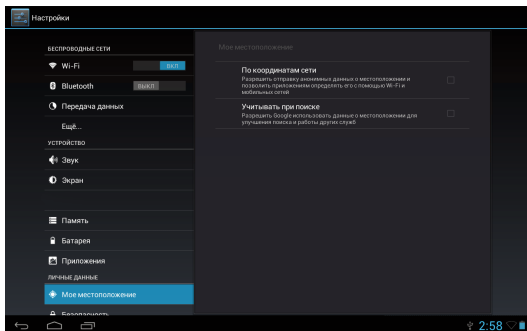 Настройки
БЕСПРОВОДНЫЕ СЕТИ
Wi-Fi
ВКЛ
Bluetooth
ВЫКЛ
Передача данных
Ещё...
УСТРОЙСТВО
Звук
Экран
Память
Батарея
Приложения
ЛИЧНЫЕ ДАННЫЕ
Мое местоположение
Безопасность
Мое местоположение
По координатам сети
Разрешить отправку анонимных данных о местоположении и
позволить приложениям определять его с помощью Wi-Fi и
мобильных сетей
Учитывать при поиске
Разрешить Google использовать данные о местоположении для
улучшения поиска и работы других служб
2:58